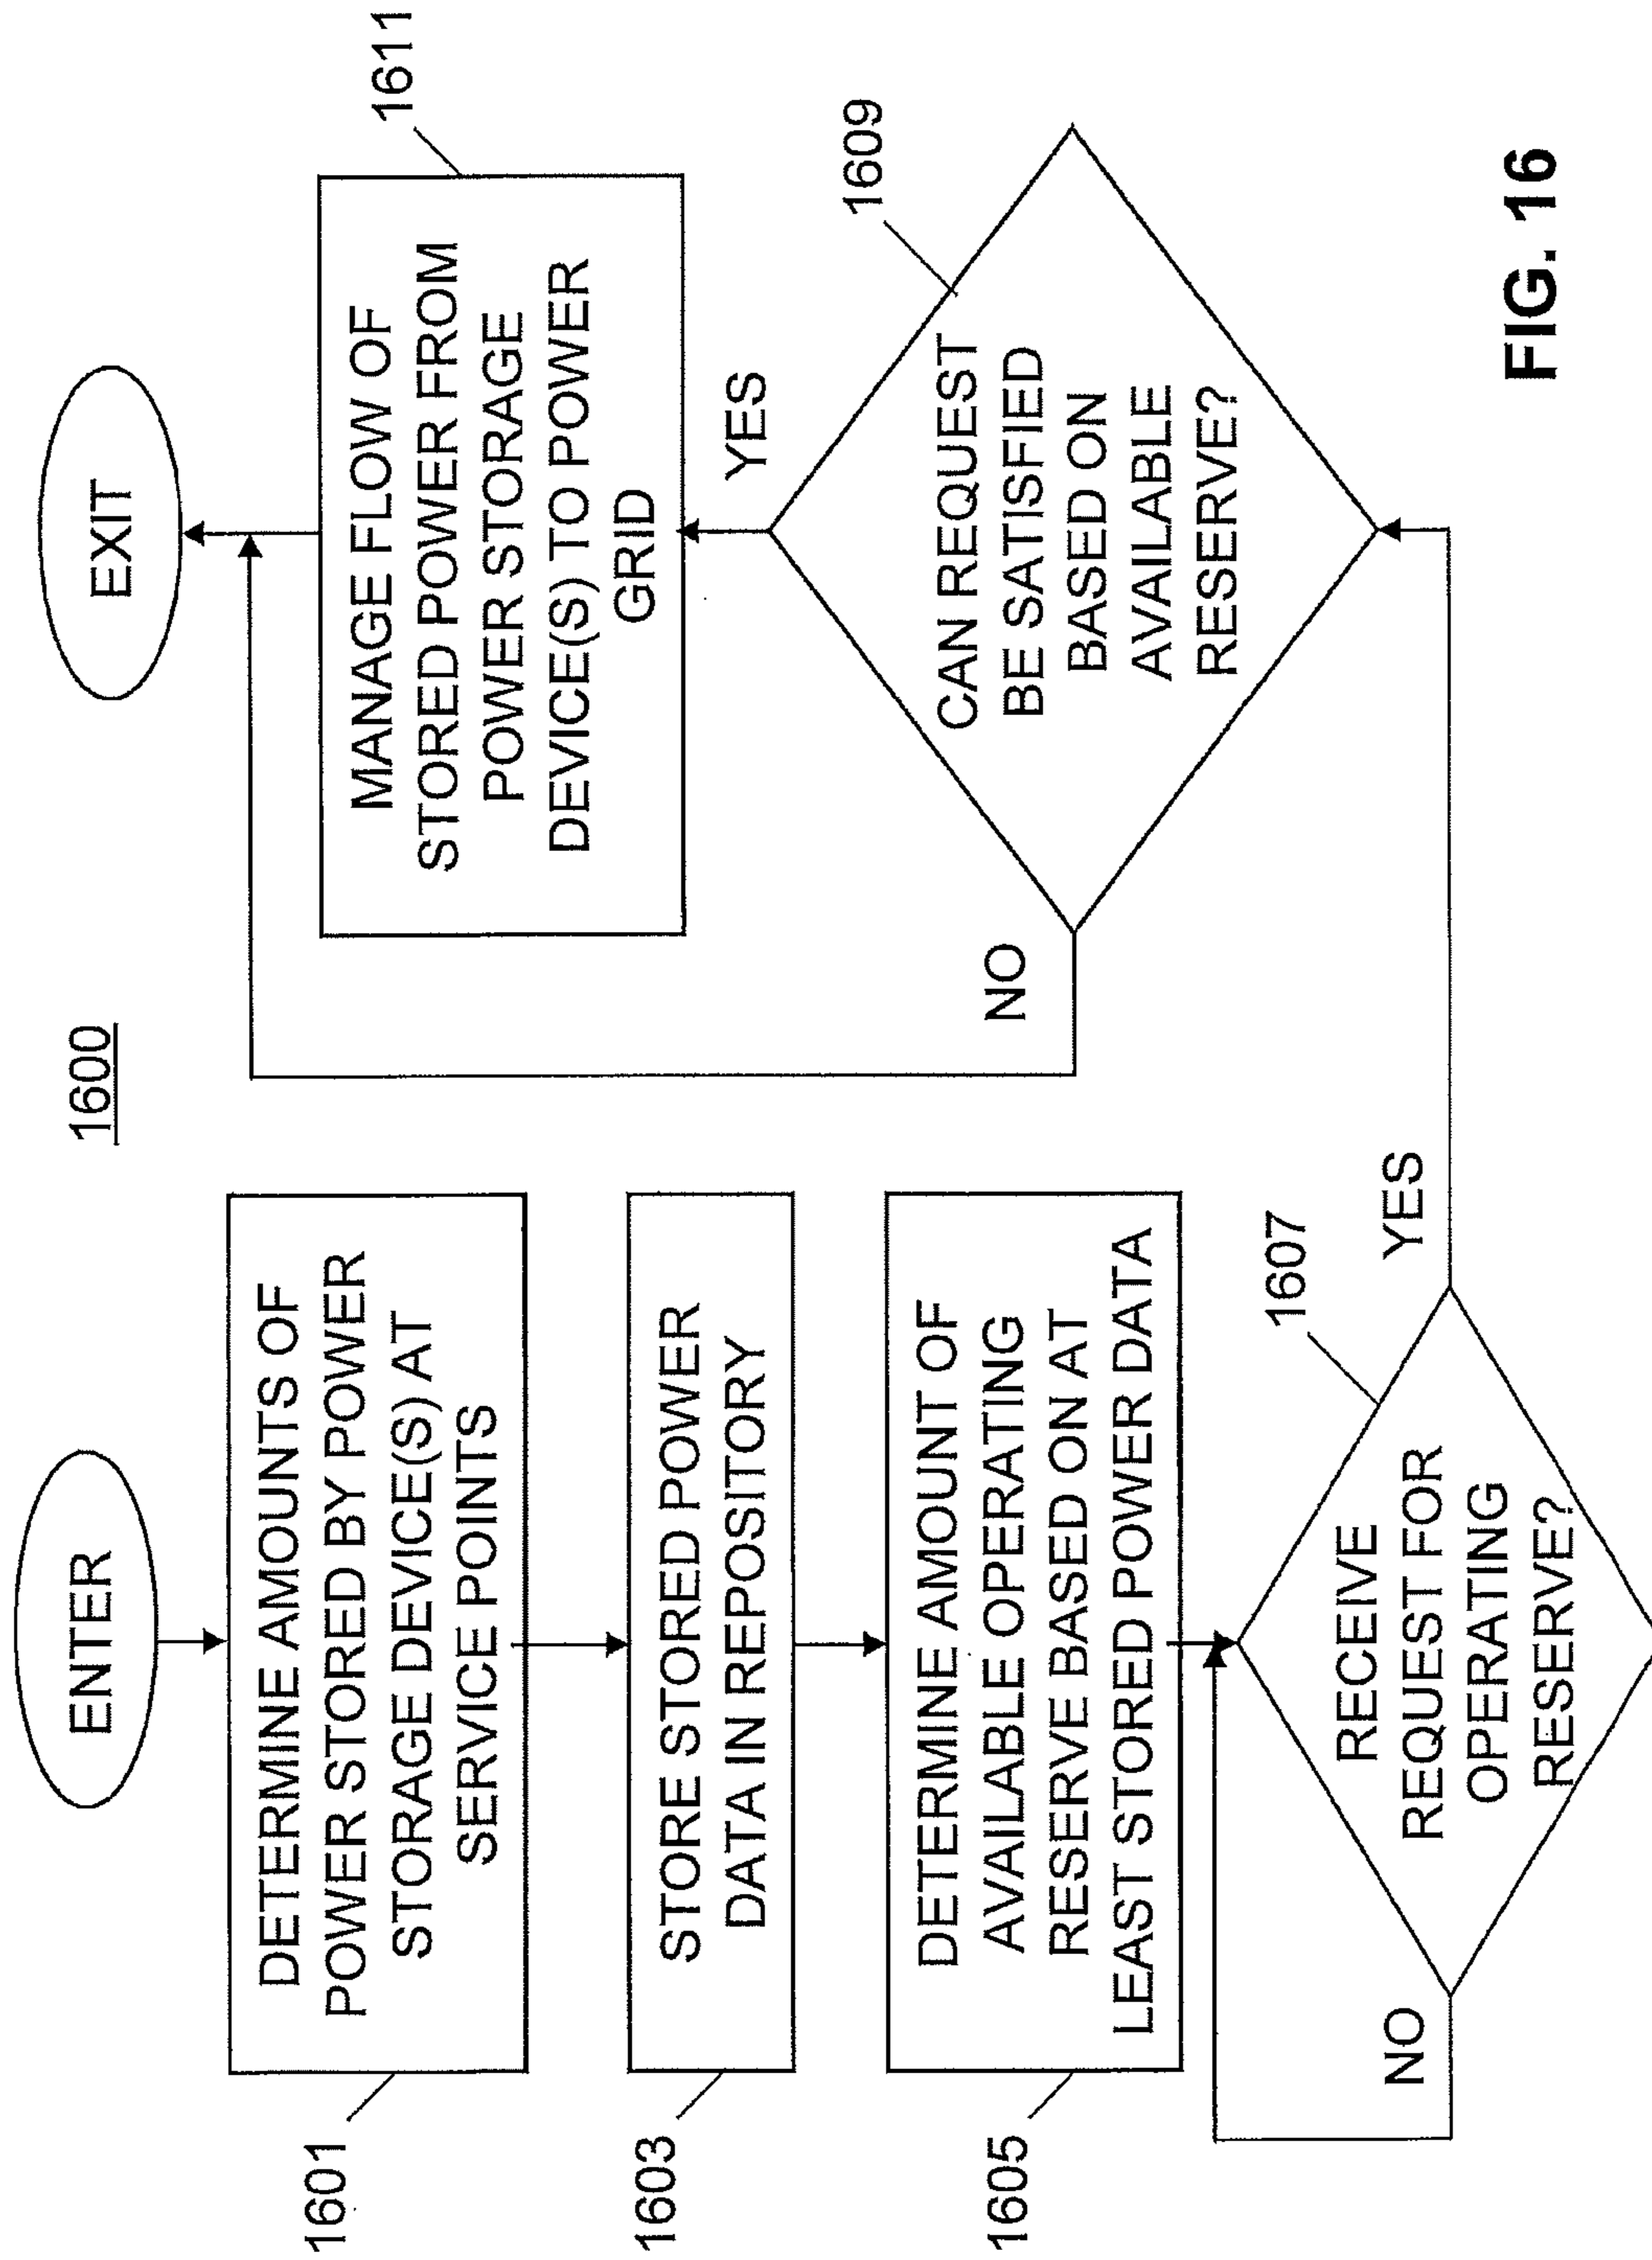 1600
ENTER
1601
DETERMINE AMOUNTS OF
POWER STORED BY POWER
STORAGE DEVICE(S) AT
SERVICE POINTS
1603
STORE STORED POWER
DATA IN REPOSITORY
1605
DETERMINE AMOUNT OF
AVAILABLE OPERATING
RESERVE BASED ON AT
LEAST STORED POWER DATA
1607
RECEIVE
REQUEST FOR
OPERATING
RESERVE?
NO
YES
1609
CAN REQUEST
BE SATISFIED
BASED ON
AVAILABLE
RESERVE?
NO
YES
1611
MANAGE FLOW OF
STORED POWER FROM
POWER STORAGE
DEVICE(S) TO POWER
GRID
EXIT
FIG. 16